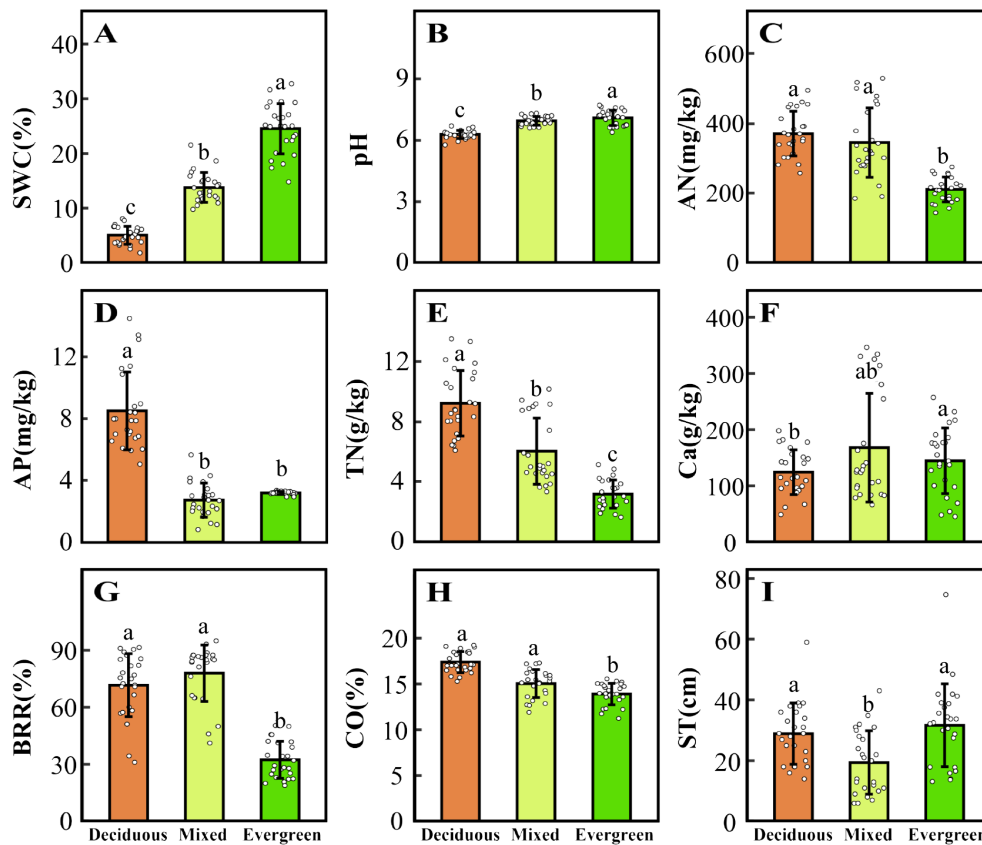 A
SWC(%)
40
30
20
10
0
c
b
a
B
pH
9
6
3
0
c
b
a
C
AN(mg/kg)
600
400
200
0
a
a
b
D
AP(mg/kg)
12
8
4
0
a
b
b
E
TN(g/kg)
12
8
4
0
a
b
c
F
Ca(g/kg)
400
300
200
100
0
b
ab
a
G
BRR(%)
90
60
30
0
a
a
b
Deciduous Mixed Evergreen
H
CO(%)
20
15
10
5
0
a
a
b
Deciduous Mixed Evergreen
I
ST(cm)
80
60
40
20
0
a
b
a
Deciduous Mixed Evergreen